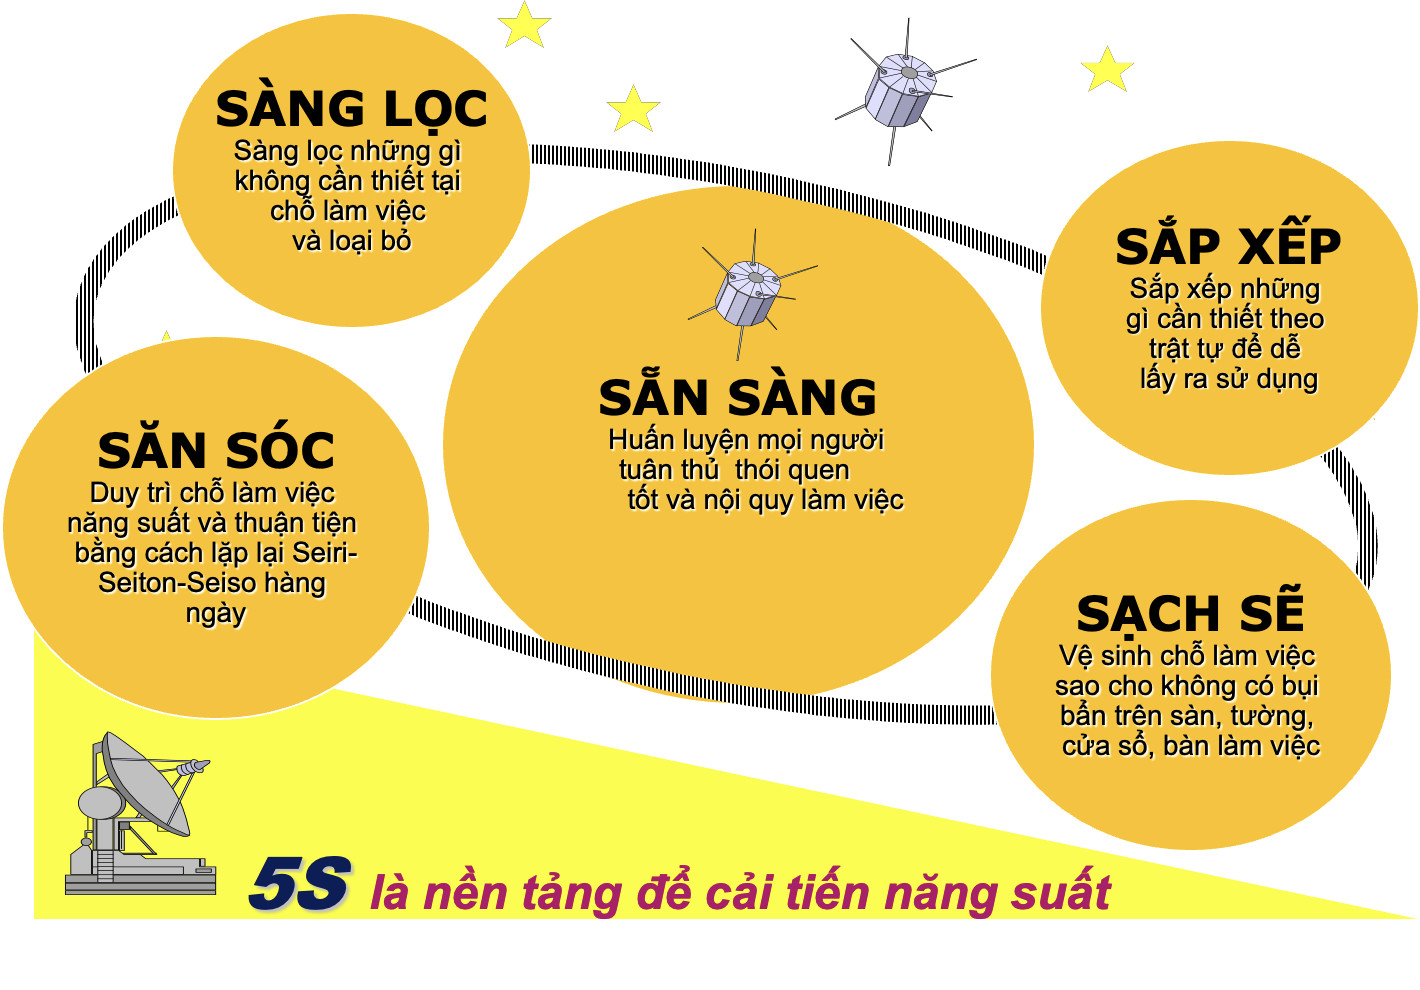 SÀNG LỌC
Sàng lọc những gì
không cần thiết tại
chỗ làm việc
và loại bỏ
SẮP XẾP
Sắp xếp những
gì cần thiết theo
trật tự để dễ
lấy ra sử dụng
SẴN SÀNG
Huấn luyện mọi người
tuân thủ thói quen
tốt và nội quy làm việc
SĂN SÓC
Duy trì chỗ làm việc
năng suất và thuận tiện
bằng cách lặp lại Seiri-
Seiton-Seiso hàng
ngày
SẠCH SẼ
Vệ sinh chỗ làm việc
sao cho không có bụi
bẩn trên sàn, tường,
cửa sổ, bàn làm việc
5S là nền tảng để cải tiến năng suất